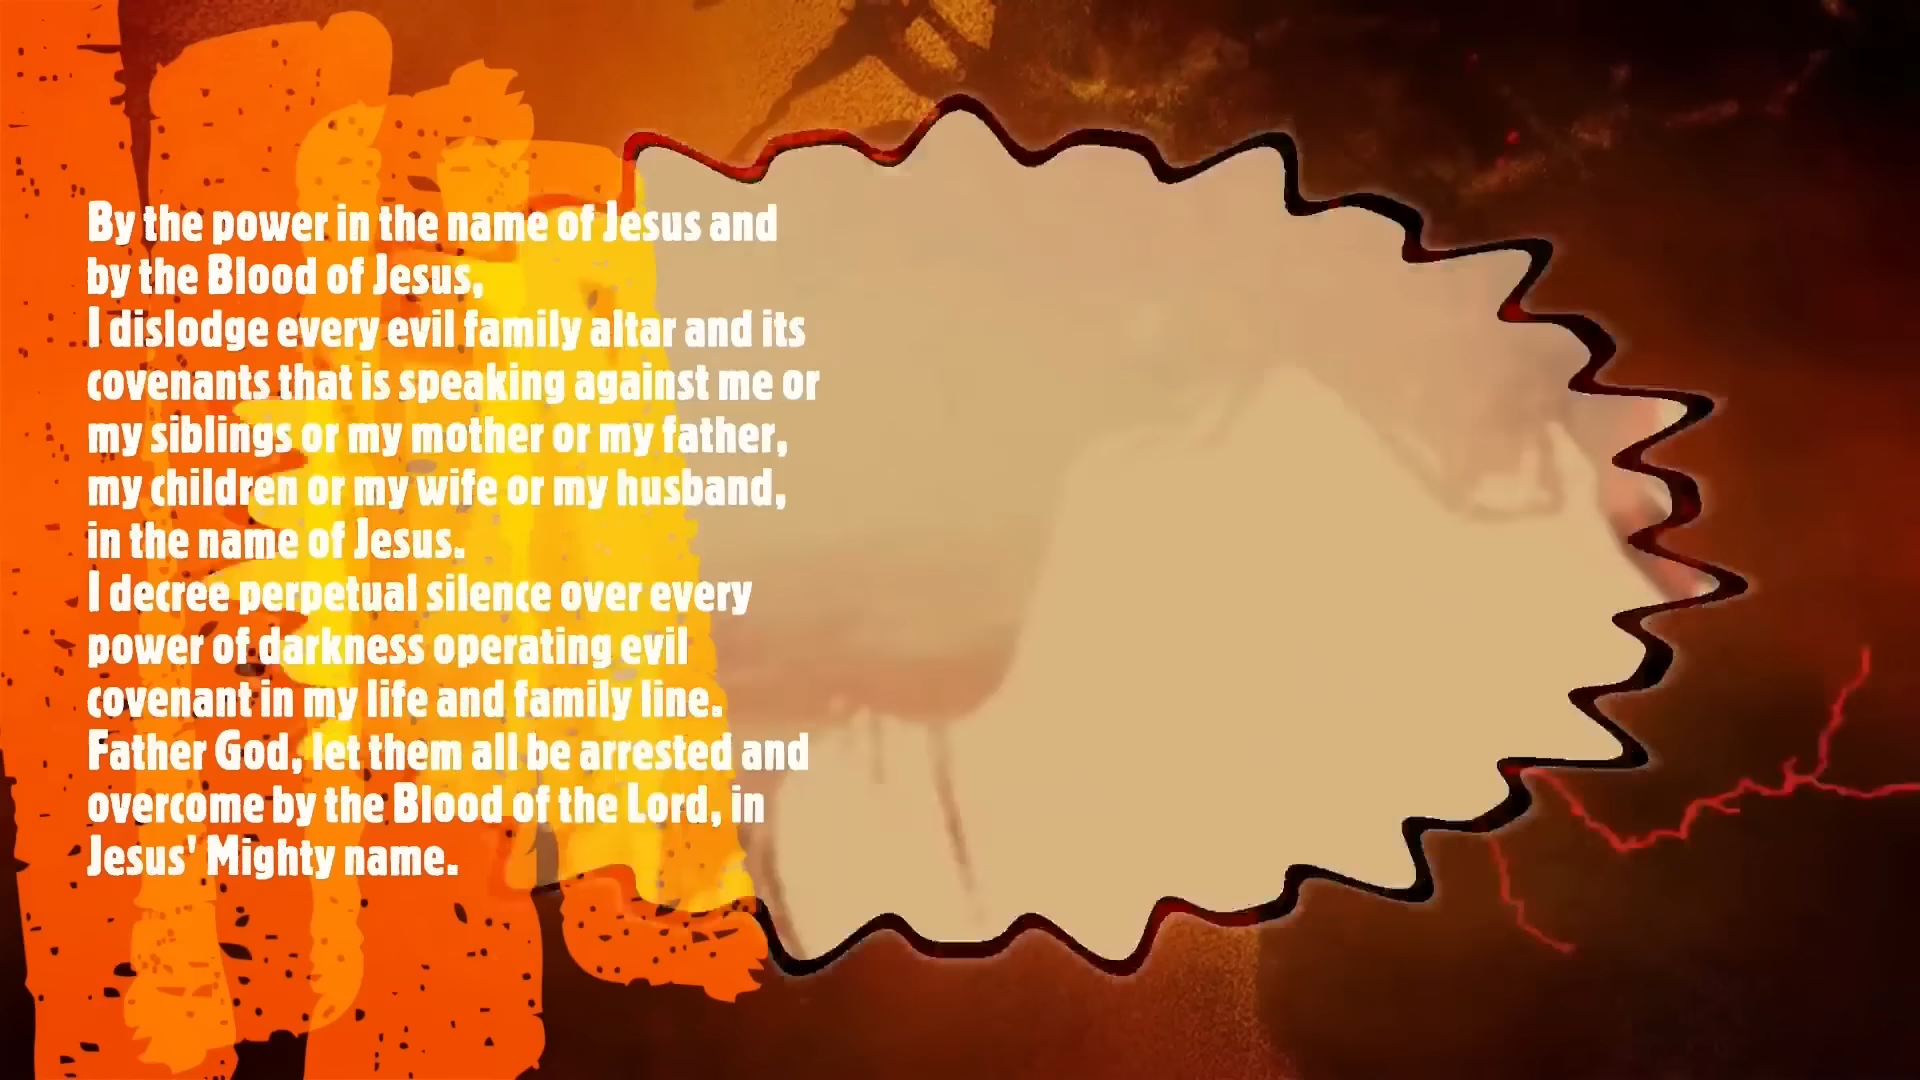 By the power in the name of Jesus and
by the Blood of Jesus,
I dislodge every evil family altar and its
covenants that is speaking against me or
my siblings or my mother or my father,
my children or my wife or my husband,
in the name of Jesus.
I decree perpetual silence over every
power of darkness operating evil
covenant in my life and family line.
Father God, let them all be arrested and
overcome by the Blood of the Lord, in
Jesus' Mighty name.